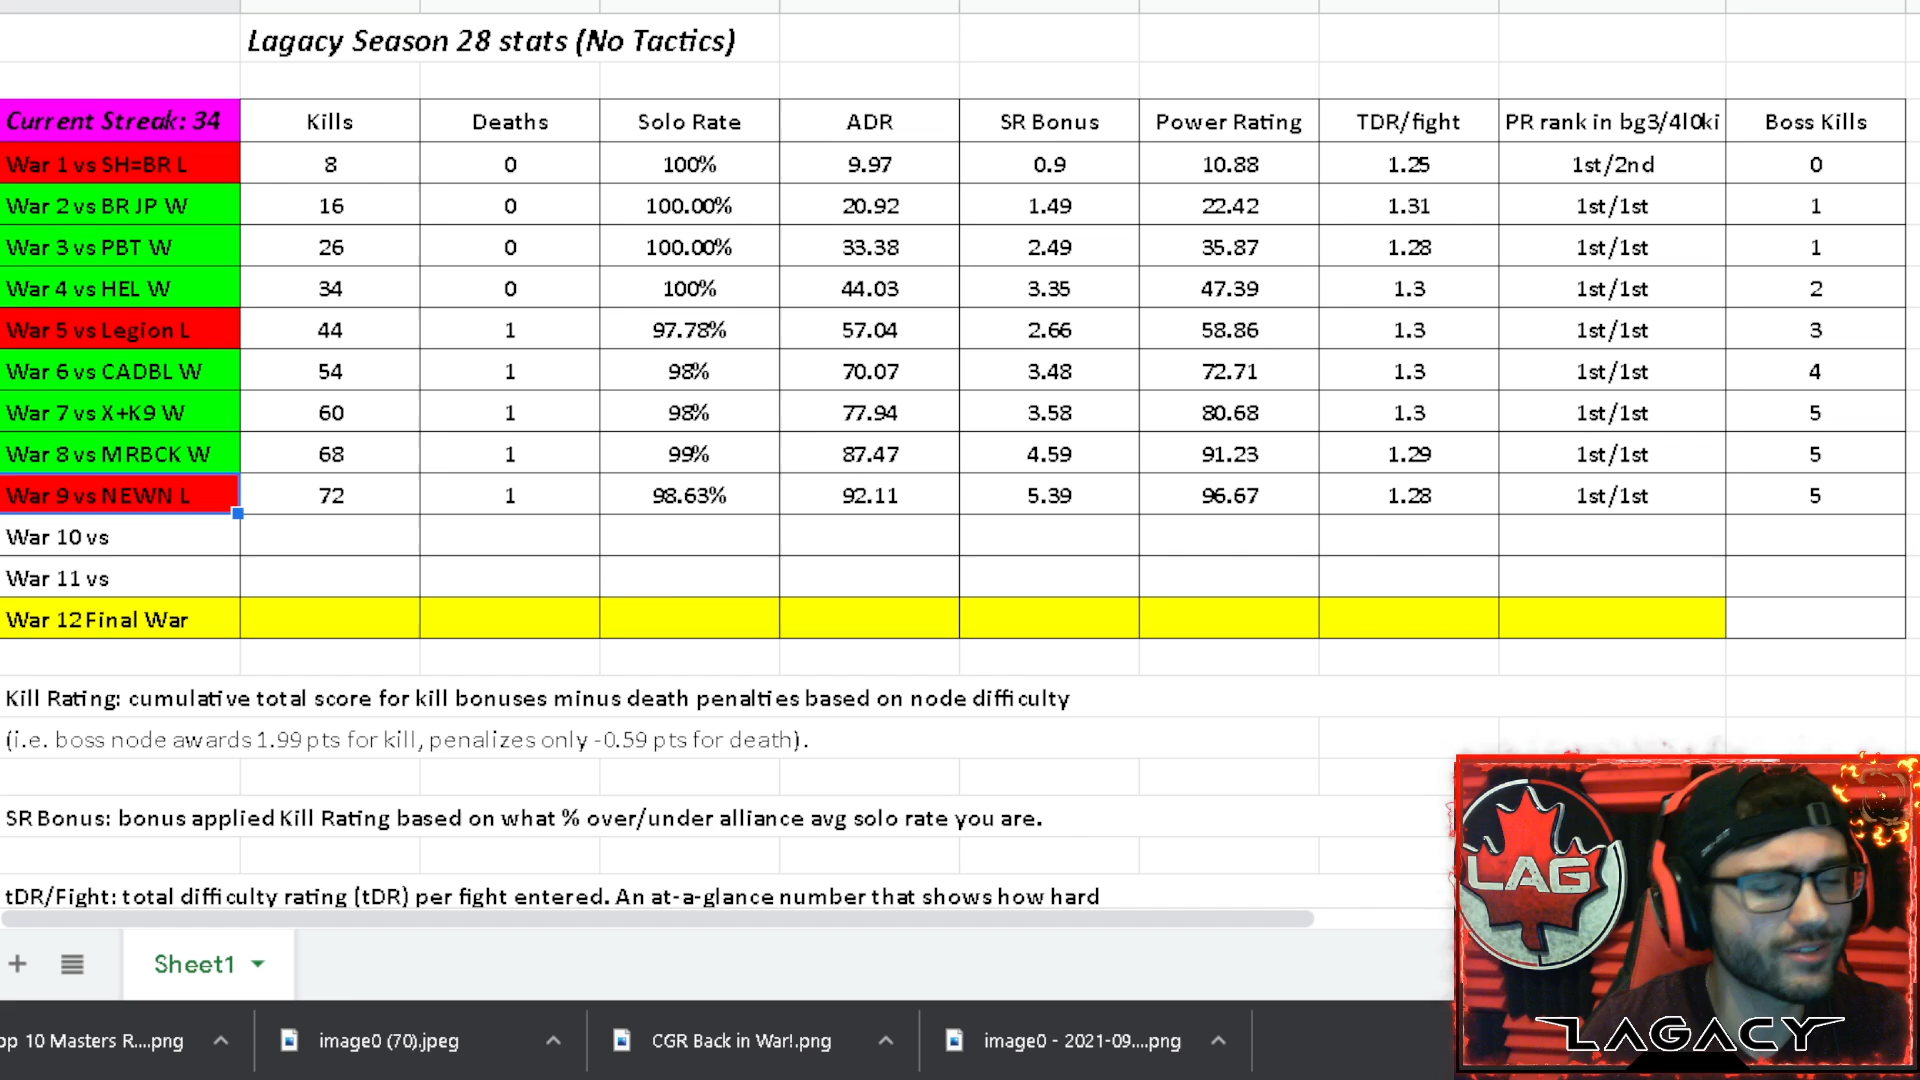 Lagacy Season 28 stats (No Tactics)
Current Streak: 34 Kills Deaths Solo Rate ADR SR Bonus Power Rating TDR/fight PR rank in bg3/4l0ki Boss Kills
War 1 vs SH=BR L 8 0 100% 9.97 0.9 10.88 1.25 1st/2nd 0
War 2 vs BR JP W 16 0 100.00% 20.92 1.49 22.42 1.31 1st/1st 1
War 3 vs PBT W 26 0 100.00% 33.38 2.49 35.87 1.28 1st/1st 1
War 4 vs HEL W 34 0 100% 44.03 3.35 47.39 1.3 1st/1st 2
War 5 vs Legion L 44 1 97.78% 57.04 2.66 58.86 1.3 1st/1st 3
War 6 vs CADBL W 54 1 98% 70.07 3.48 72.71 1.3 1st/1st 4
War 7 vs X+K9 W 60 1 98% 77.94 3.58 80.68 1.3 1st/1st 5
War 8 vs MRBCK W 68 1 99% 87.47 4.59 91.23 1.29 1st/1st 5
War 9 vs NEWN L 72 1 98.63% 92.11 5.39 96.67 1.28 1st/1st 5
War 10 vs
War 11 vs
War 12 Final War
Kill Rating: cumulative total score for kill bonuses minus death penalties based on node difficulty
(i.e. boss node awards 1.99 pts for kill, penalizes only -0.59 pts for death).
SR Bonus: bonus applied Kill Rating based on what % over/under alliance avg solo rate you are.
tDR/Fight: total difficulty rating (tDR) per fight entered. An at-a-glance number that shows how hard
LAG
Sheet1
op 10 Masters R....png image0 (70).jpeg CGR Back in War!.png image0 - 2021-09....png
LAGACY